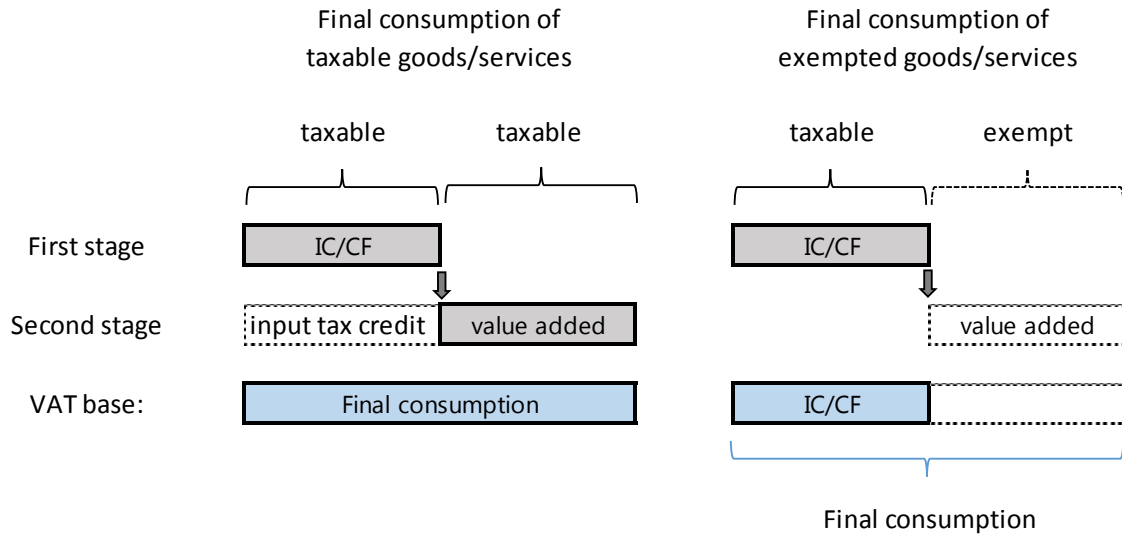 Final consumption of
taxable goods/services
Final consumption of
exempted goods/services
taxable
taxable
taxable
exempt
First stage
IC/CF
IC/CF
Second stage
input tax credit
value added
value added
VAT base:
Final consumption
IC/CF
Final consumption